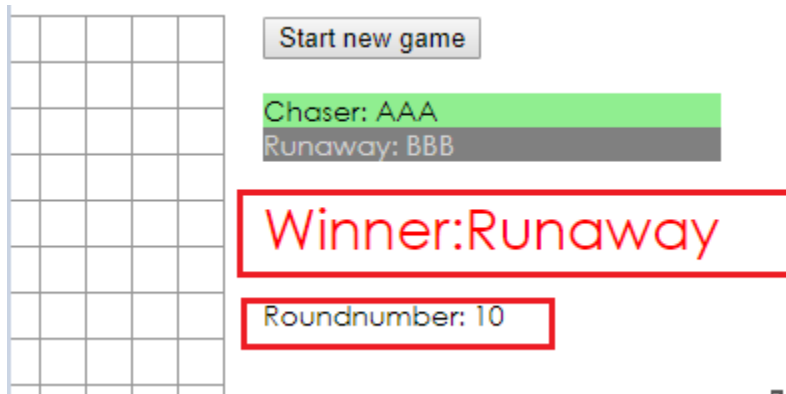 Start new game
Chaser: AAA
Runaway: BBB
Winner:Runaway
Roundnumber: 10